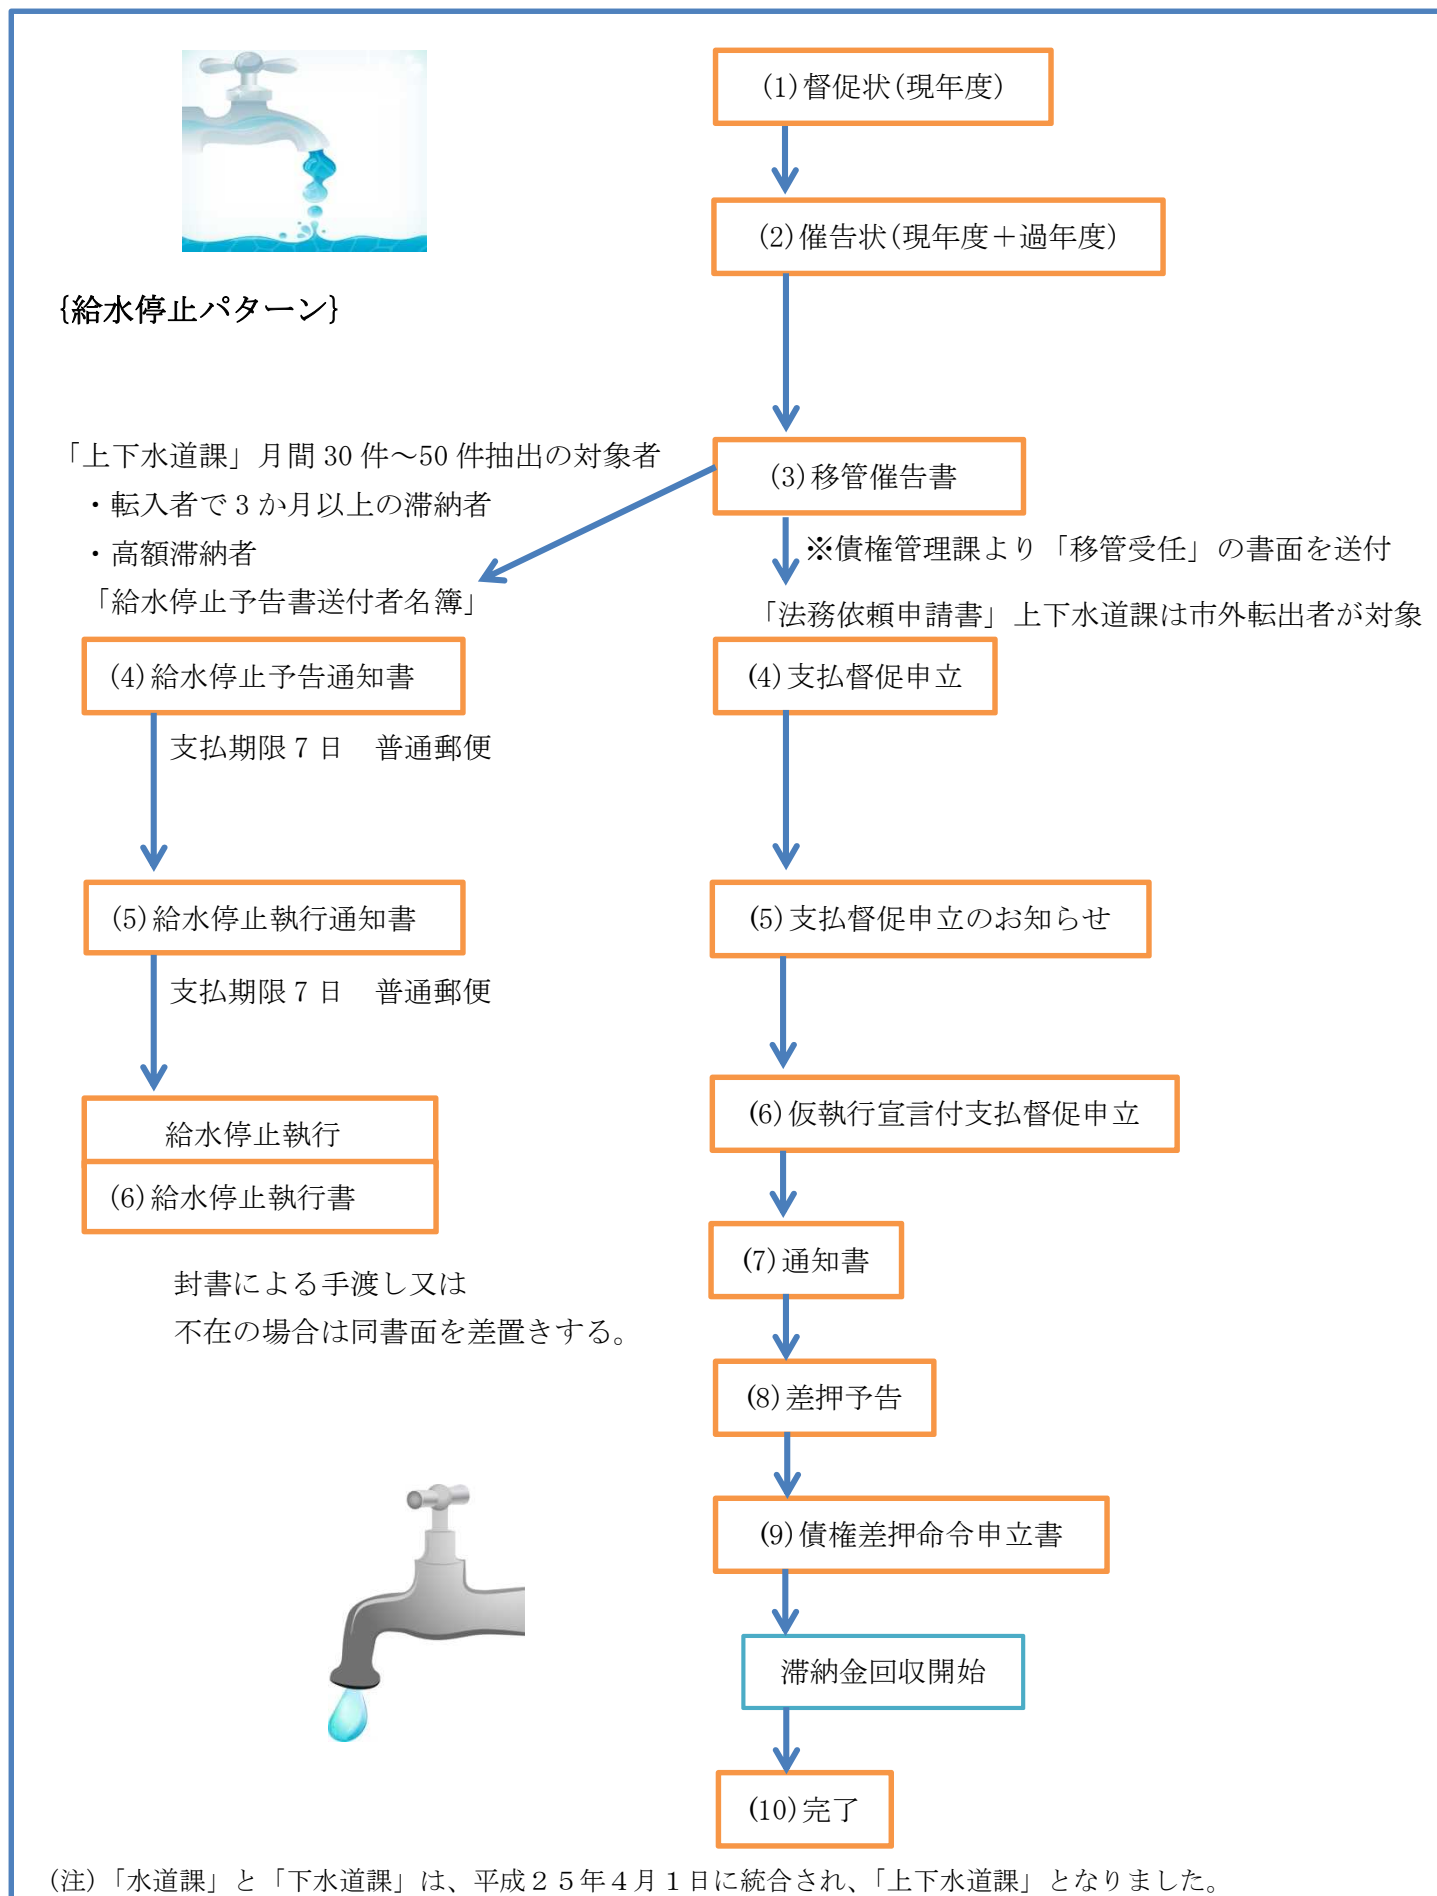 (1)督促状(現年度)
(2)催告状(現年度＋過年度)
{給水停止パターン}
「上下水道課」月間30件～50件抽出の対象者
・転入者で3か月以上の滞納者
・高額滞納者
「給水停止予告書送付者名簿」
(3)移管催告書
※債権管理課より「移管受任」の書面を送付
「法務依頼申請書」上下水道課は市外転出者が対象
(4)給水停止予告通知書
支払期限7日　普通郵便
(5)給水停止執行通知書
支払期限7日　普通郵便
給水停止執行
(6)給水停止執行書
封書による手渡し又は
不在の場合は同書面を差置きする。
(4)支払督促申立
(5)支払督促申立のお知らせ
(6)仮執行宣言付支払督促申立
(7)通知書
(8)差押予告
(9)債権差押命令申立書
滞納金回収開始
(10)完了
(注)「水道課」と「下水道課」は、平成２５年４月１日に統合され、「上下水道課」となりました。